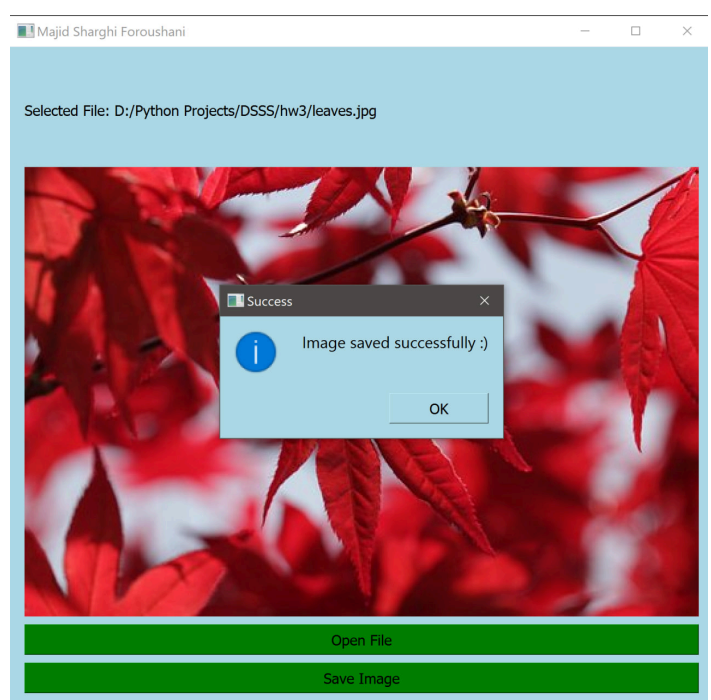 Majid Sharghi Foroushani
Selected File: D:/Python Projects/DSSS/hw3/leaves.jpg
Success
Image saved successfully :)
OK
Open File
Save Image